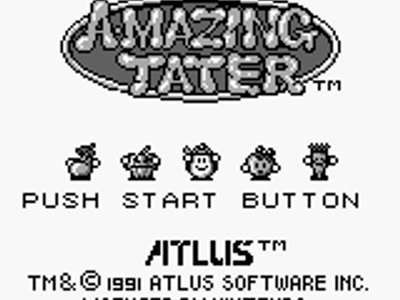 AMAZING
TATER™
PUSH START BUTTON
ATLUS™
TM&©1991 ATLUS SOFTWARE INC.